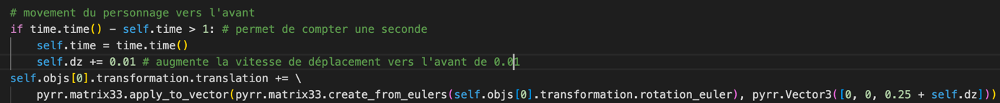 # movement du personnage vers l'avant
if time.time() - self.time > 1: # permet de compter une seconde
    self.time = time.time()
    self.dz += 0.01 # augmente la vitesse de déplacement vers l'avant de 0.01
self.objs[0].transformation.translation += \
    pyrr.matrix33.apply_to_vector(pyrr.matrix33.create_from_eulers(self.objs[0].transformation.rotation_euler), pyrr.Vector3([0, 0, 0.25 + self.dz]))